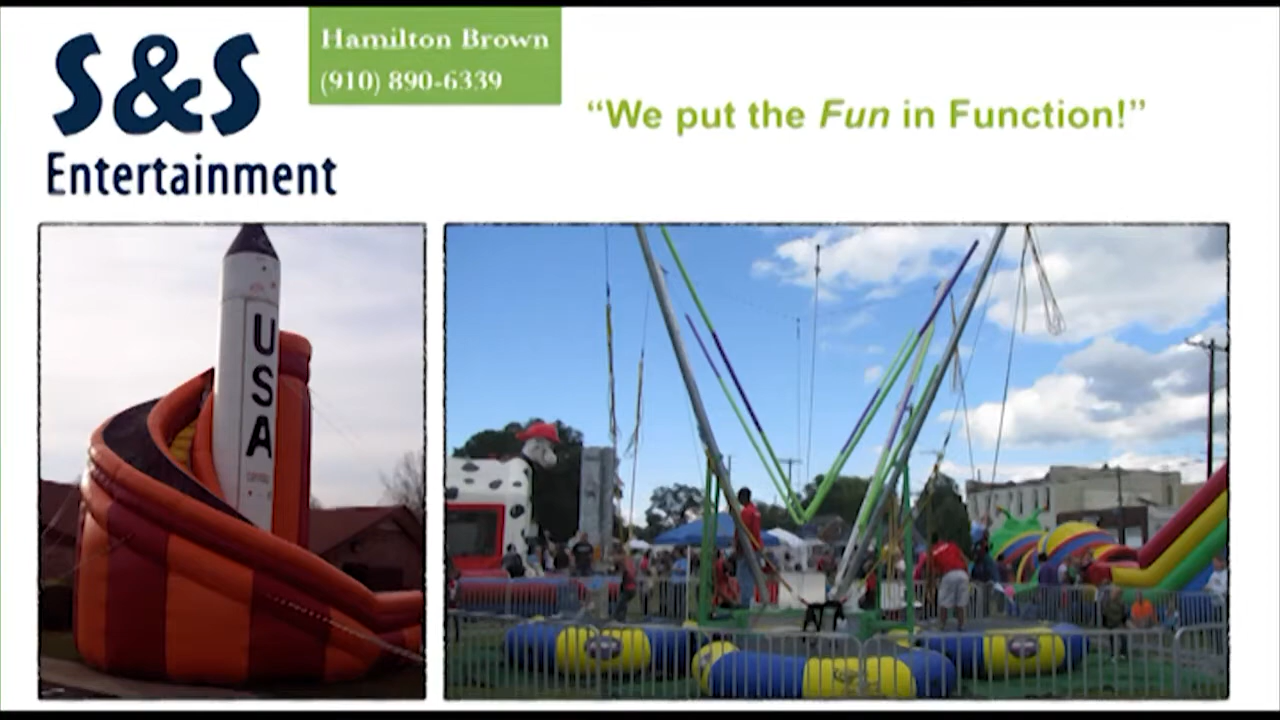 S&S
Entertainment
Hamilton Brown
(910) 890-6339
“We put the Fun in Function!”
USA